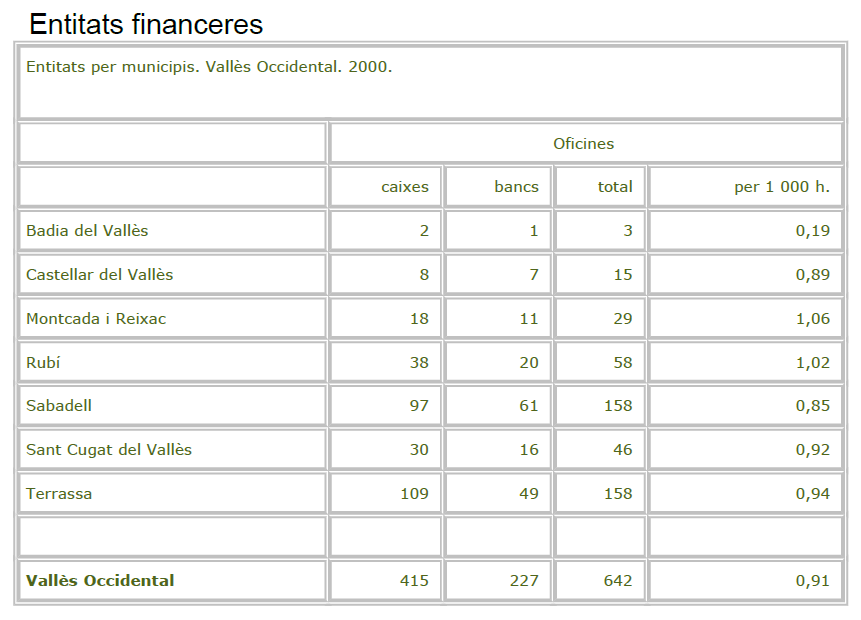 Entitats financeres
Entitats per municipis. Vallès Occidental. 2000.
Oficines
caixes bancs total per 1 000 h.
Badia del Vallès 2 1 3 0,19
Castellar del Vallès 8 7 15 0,89
Montcada i Reixac 18 11 29 1,06
Rubí 38 20 58 1,02
Sabadell 97 61 158 0,85
Sant Cugat del Vallès 30 16 46 0,92
Terrassa 109 49 158 0,94
Vallès Occidental 415 227 642 0,91